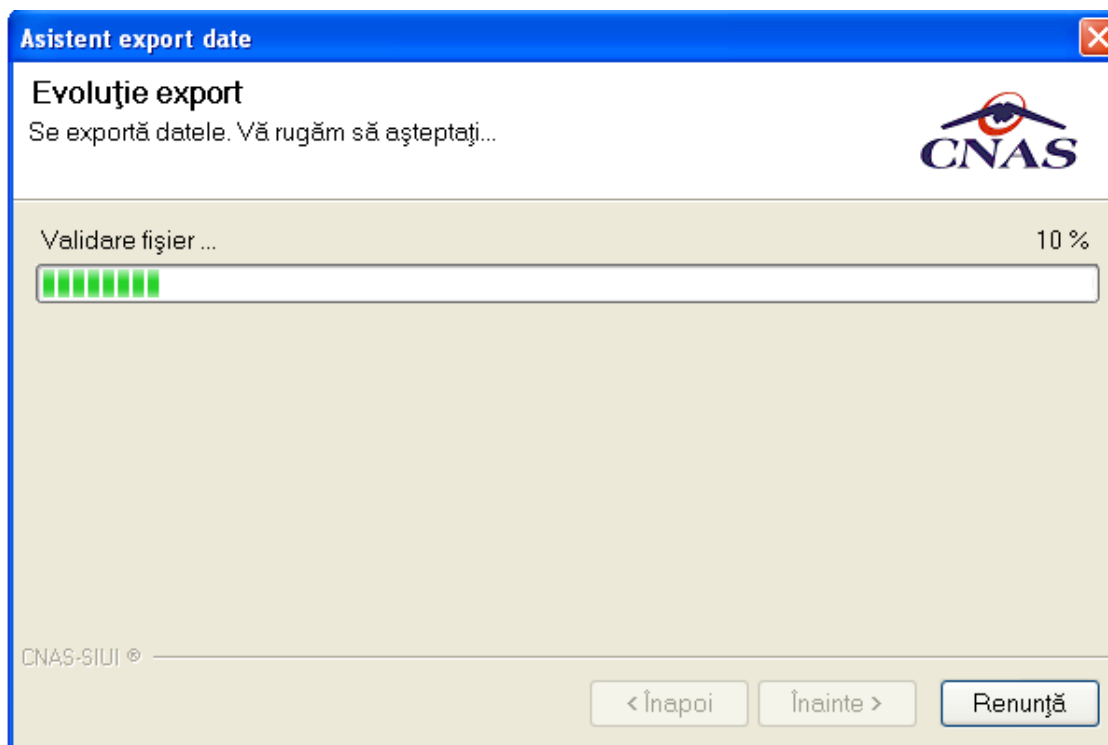 Asistent export date
Evoluţie export
Se exportă datele. Vă rugăm să aşteptaţi...
CNAS
Validare fişier ...
10 %
CNAS-SIUI ®
< Înapoi
Înainte >
Renunţă